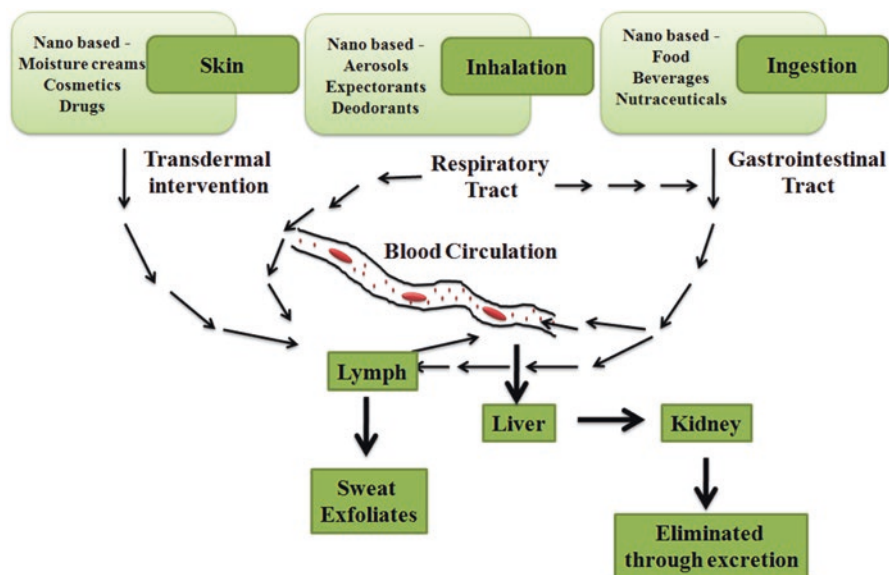 Nano based -
Moisture creams
Cosmetics
Drugs
Skin
Nano based -
Aerosols
Expectorants
Deodorants
Inhalation
Nano based -
Food
Beverages
Nutraceuticals
Ingestion
Transdermal
intervention
Respiratory
Tract
Gastrointestinal
Tract
Blood Circulation
Lymph
Liver
Kidney
Sweat
Exfoliates
Eliminated
through excretion